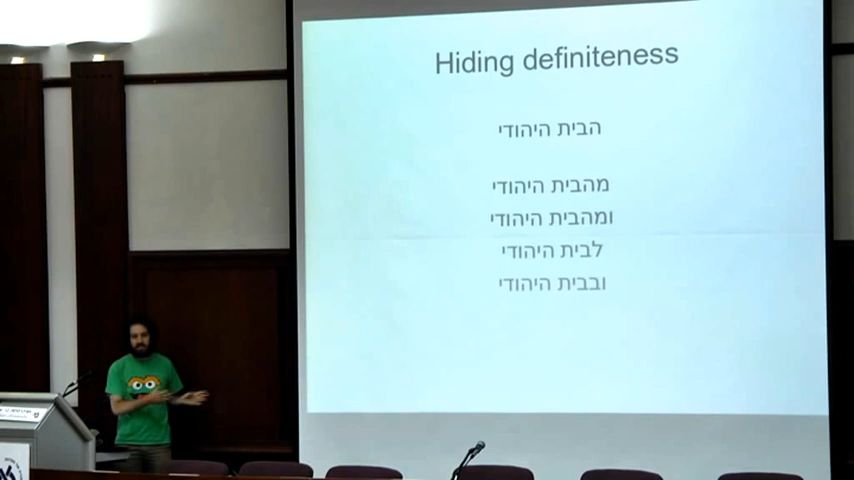 Hiding definiteness
הבית היהודי
מהבית היהודי
ומהבית היהודי
לבית היהודי
ובבית היהודי